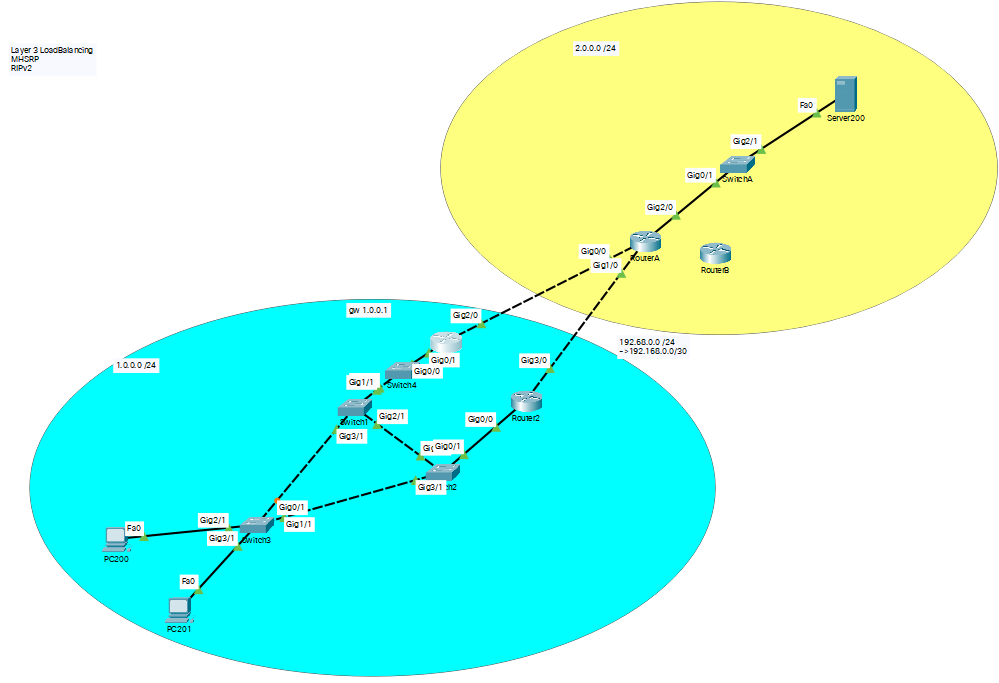 Layer 3 LoadBalancing
MHSRP
RIPv2
2.0.0.0 /24
Fa0
Server200
Gig2/1
SwitchA
Gig0/1
Gig2/0
RouterA
Gig0/0
Gig1/0
RouterB
gw 1.0.0.1
Gig2/0
192.68.0.0 /24
->192.168.0.0/30
1.0.0.0 /24
Gig0/1
Gig0/0
Switch4
Gig3/0
Gig1/1
Router2
Switch1
Gig2/1
Gig0/0
Gig3/1
Gig0/1
Gig3/1
Gig0/1
Gig1/1
Gig2/1
Fa0
Gig3/1
Switch3
PC200
Fa0
PC201